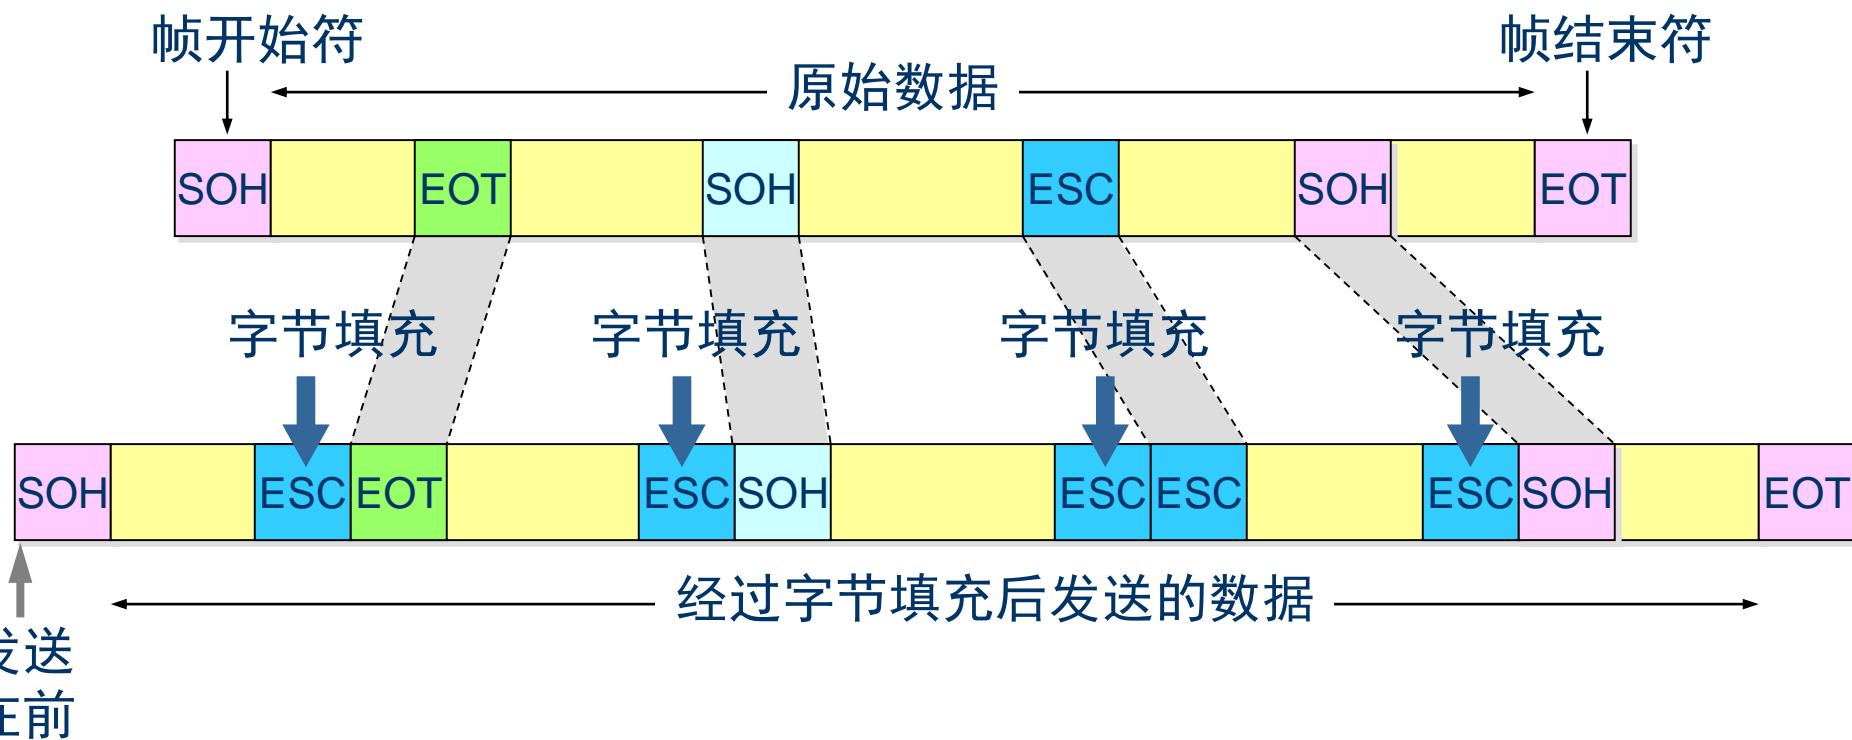 帧开始符
帧结束符
原始数据
SOH EOT SOH ESC SOH EOT
字节填充 字节填充 字节填充 字节填充
SOH ESC EOT ESC SOH ESC ESC ESC SOH EOT
经过字节填充后发送的数据
发送
在前